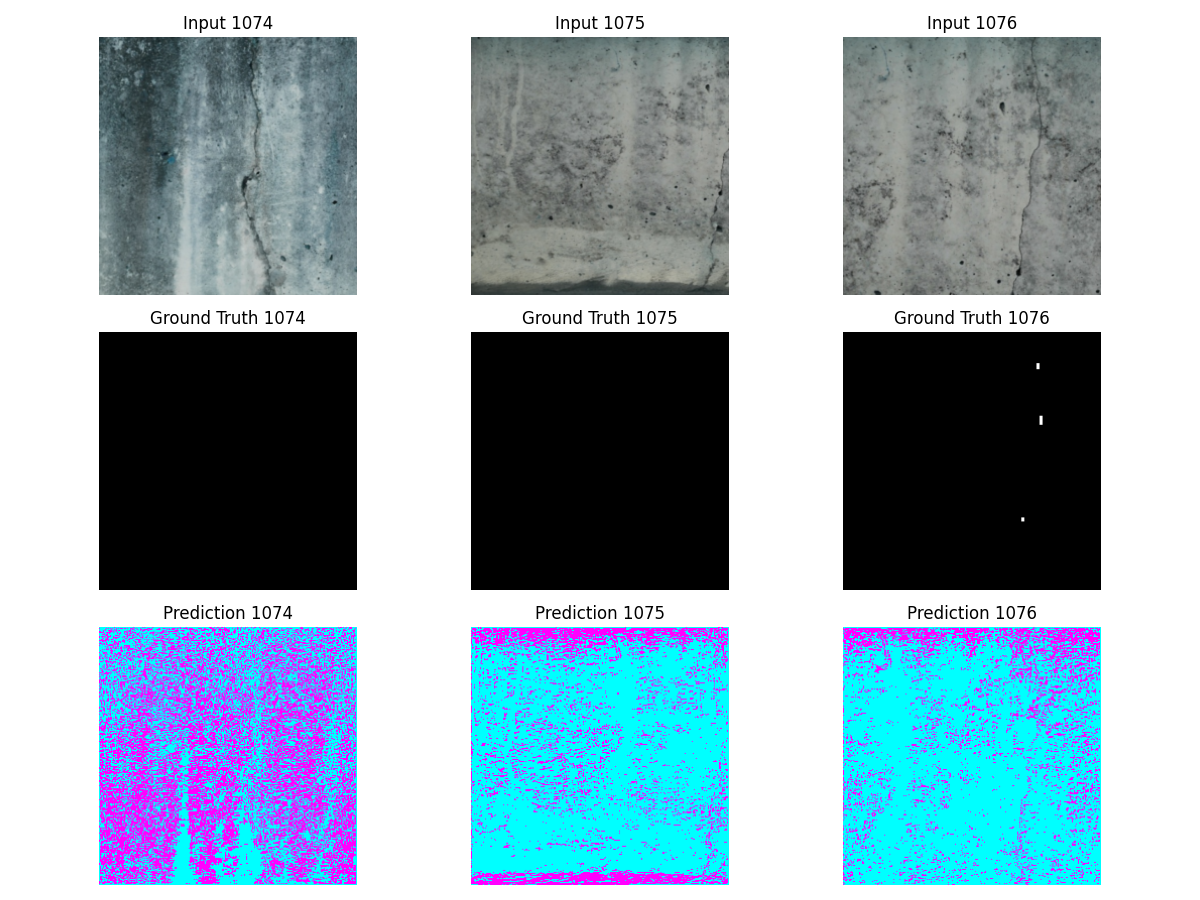 Input 1074
Input 1075
Input 1076
Ground Truth 1074
Ground Truth 1075
Ground Truth 1076
Prediction 1074
Prediction 1075
Prediction 1076